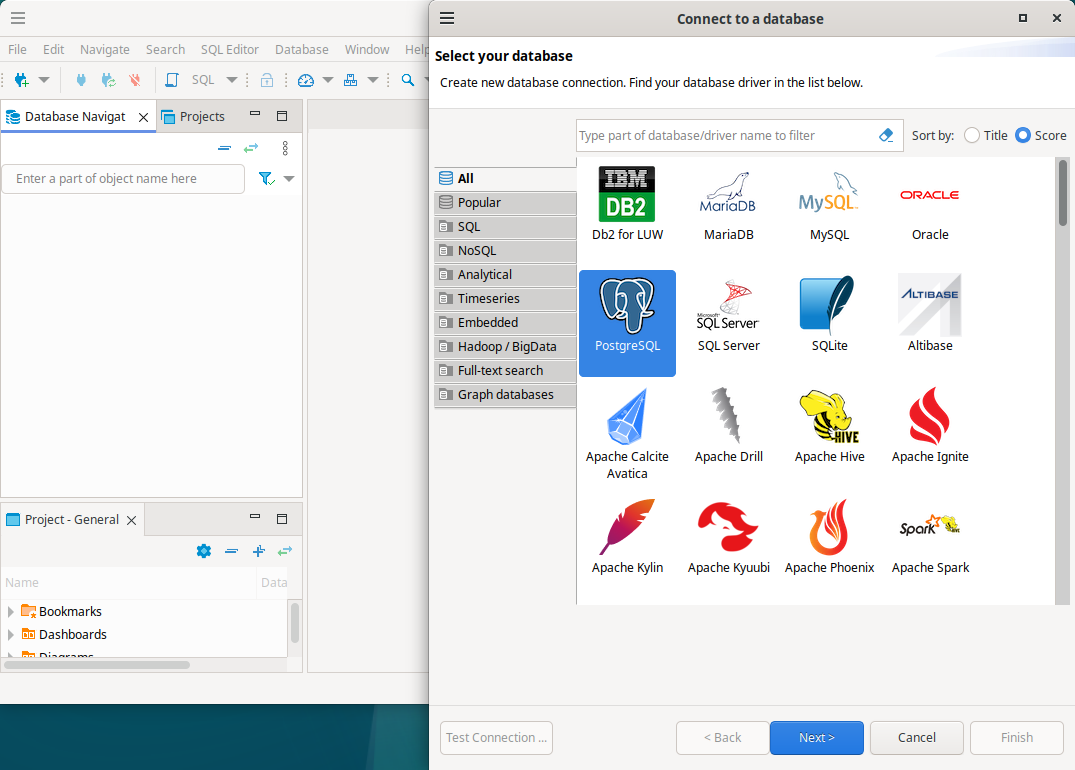 Connect to a database
File Edit Navigate Search SQL Editor Database Window Help
Select your database
Create new database connection. Find your database driver in the list below.
SQL
Database Navigat
Projects
Enter a part of object name here
Type part of database/driver name to filter
Sort by:
Title
Score
All
Popular
SQL
NoSQL
Analytical
Timeseries
Embedded
Hadoop / BigData
Full-text search
Graph databases
IBM
DB2
Db2 for LUW
MariaDB
MariaDB
MySQL
MySQL
ORACLE
Oracle
PostgreSQL
Microsoft
SQL Server
SQL Server
SQLite
ALTIBASE
Altibase
Apache Calcite
Avatica
Apache Drill
HIVE
Apache Hive
Apache Ignite
Apache Kylin
Apache Kyuubi
Apache Phoenix
Spark
HIVE
Apache Spark
Project - General
Name
Data
Bookmarks
Dashboards
Diagrams
Test Connection ...
< Back
Next >
Cancel
Finish